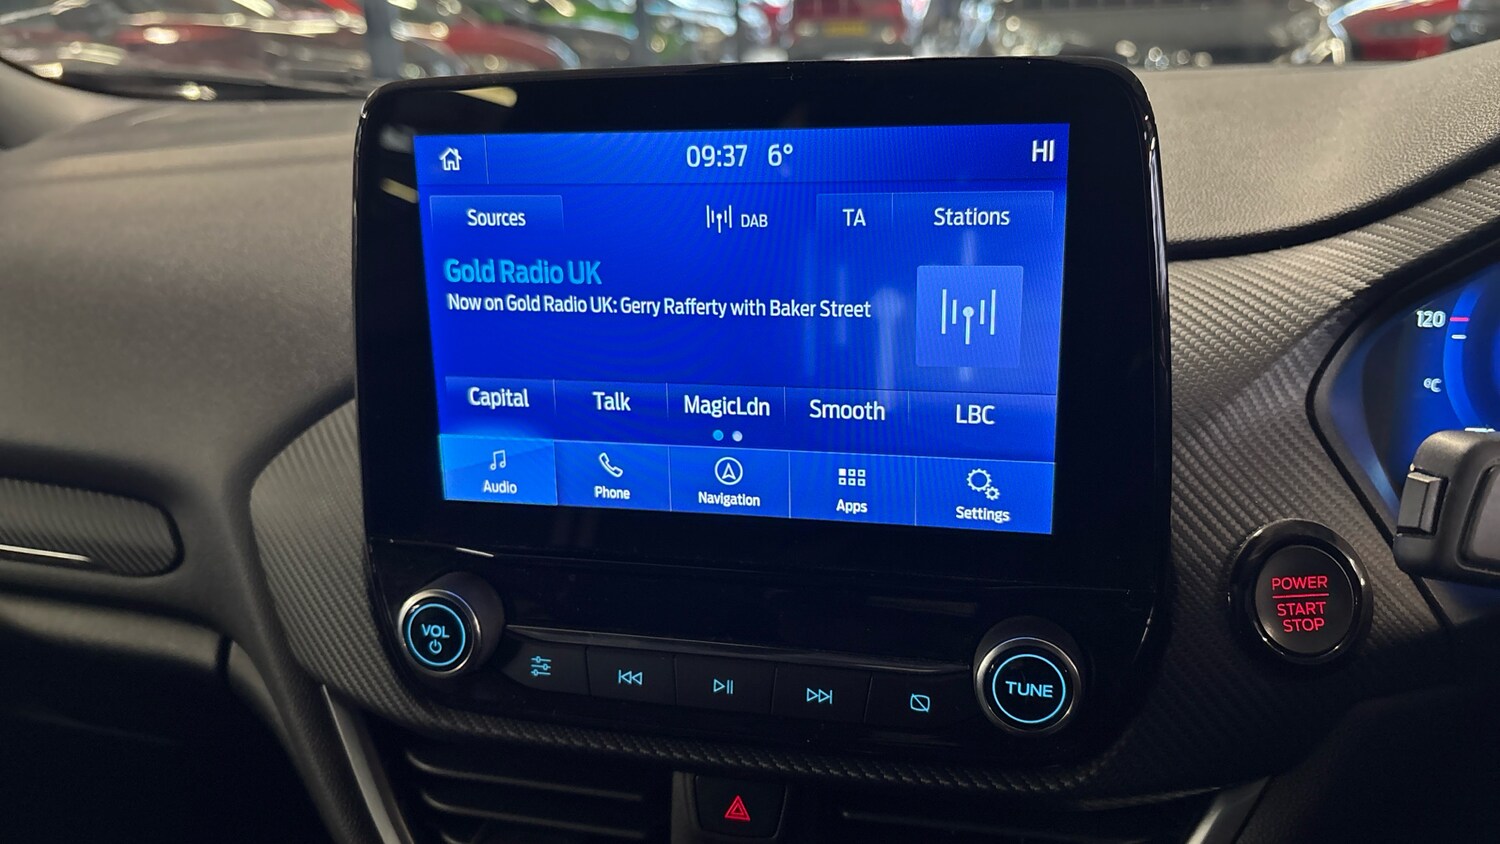 09:37 6° HI
Sources DAB TA Stations
Gold Radio UK
Now on Gold Radio UK: Gerry Rafferty with Baker Street
Capital Talk MagicLdn Smooth LBC
Audio Phone Navigation Apps Settings
VOL
TUNE
POWER
START
STOP
120
°C